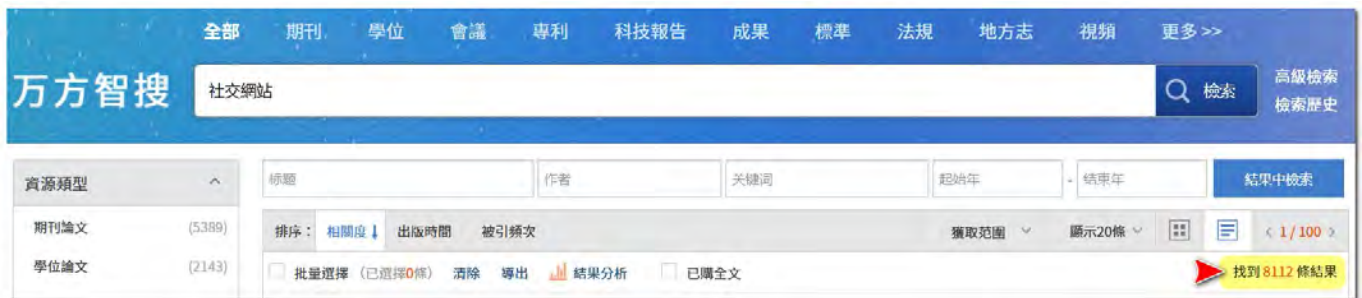 全部 期刊 學位 會議 專利 科技報告 成果 標準 法規 地方志 視頻 更多>>
万方智搜 社交網站 檢索 高級檢索
檢索歷史
資源類型 标题 作者 关键词 起始年 - 结束年 結果中檢索
期刊論文 (5389) 排序： 相關度 出版時間 被引頻次 獲取范圍 顯示20條 < 1 / 100 >
學位論文 (2143) 批量選擇 (已選擇0條) 清除 導出 結果分析 已購全文 找到 8112 條結果